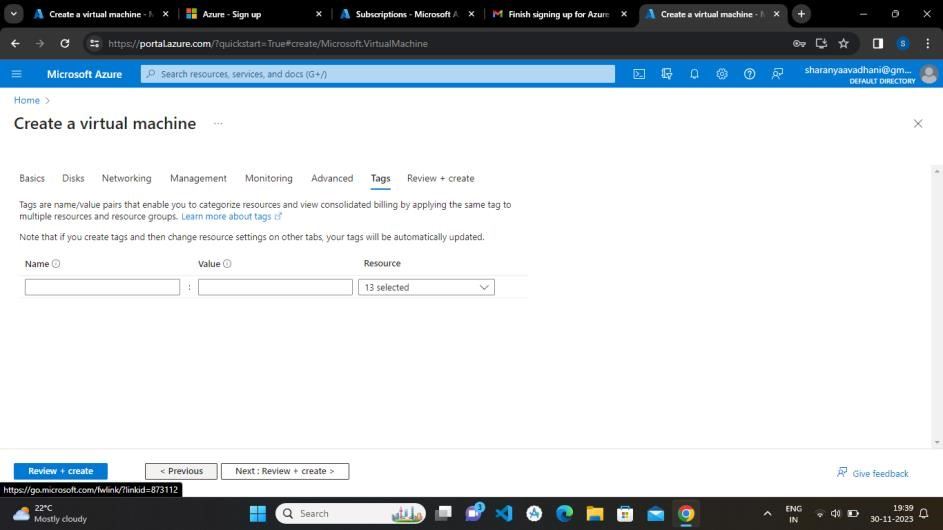 Create a virtual machine - M
Azure - Sign up
Subscriptions - Microsoft A
Finish signing up for Azure
Create a virtual machine - M
https://portal.azure.com/?quickstart=True#create/Microsoft.VirtualMachine
S
Microsoft Azure
Search resources, services, and docs (G+/)
sharanyaavadhani@gm...
DEFAULT DIRECTORY
Home >
Create a virtual machine ...
Basics Disks Networking Management Monitoring Advanced Tags Review + create
Tags are name/value pairs that enable you to categorize resources and view consolidated billing by applying the same tag to
multiple resources and resource groups. Learn more about tags
Note that if you create tags and then change resource settings on other tabs, your tags will be automatically updated.
Name Value Resource
: 13 selected
Review + create < Previous Next : Review + create >
Give feedback
https://go.microsoft.com/fwlink/?linkid=873112
22°C
Mostly cloudy
Search
3
ENG
IN
19:39
30-11-2023